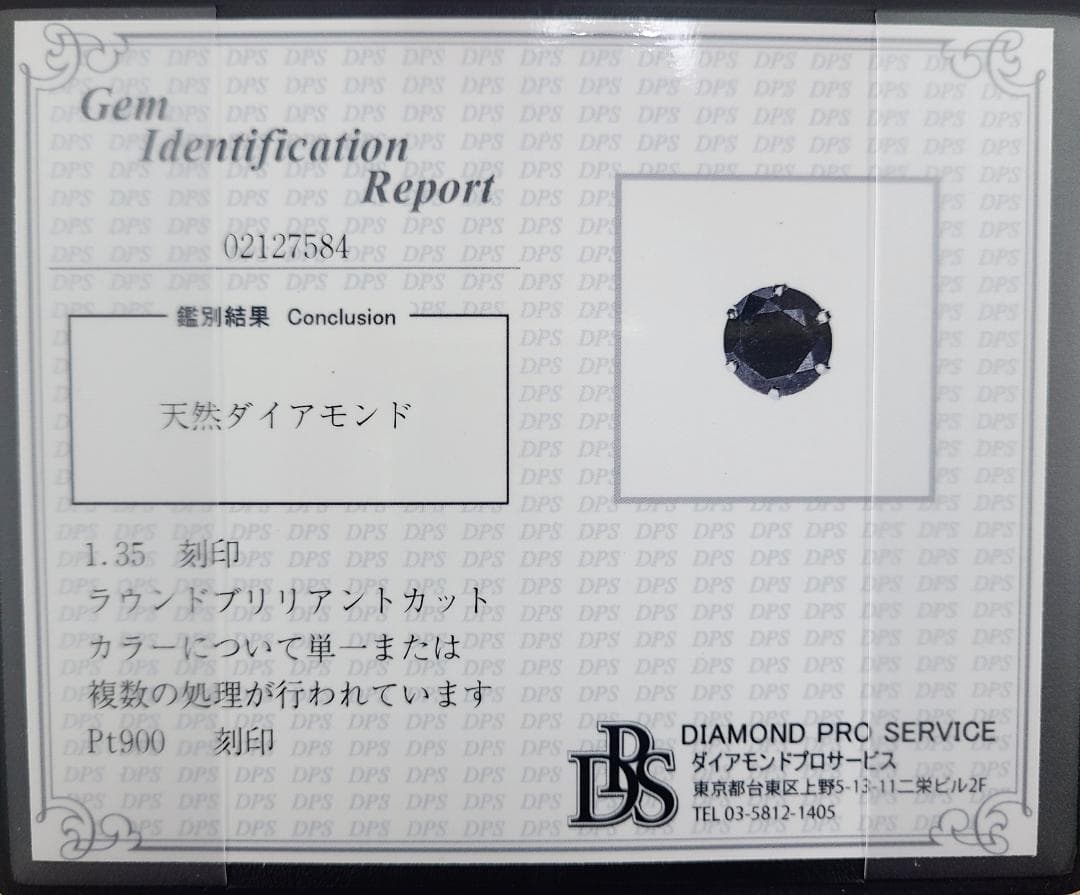 Gem
Identification
Report
02127584
鑑別結果 Conclusion
天然ダイアモンド
1.35 刻印
ラウンドブリリアントカット
カラーについて単一または
複数の処理が行われています
Pt900 刻印
DPS
DIAMOND PRO SERVICE
ダイアモンドプロサービス
東京都台東区上野5-13-11二栄ビル2F
TEL 03-5812-1405